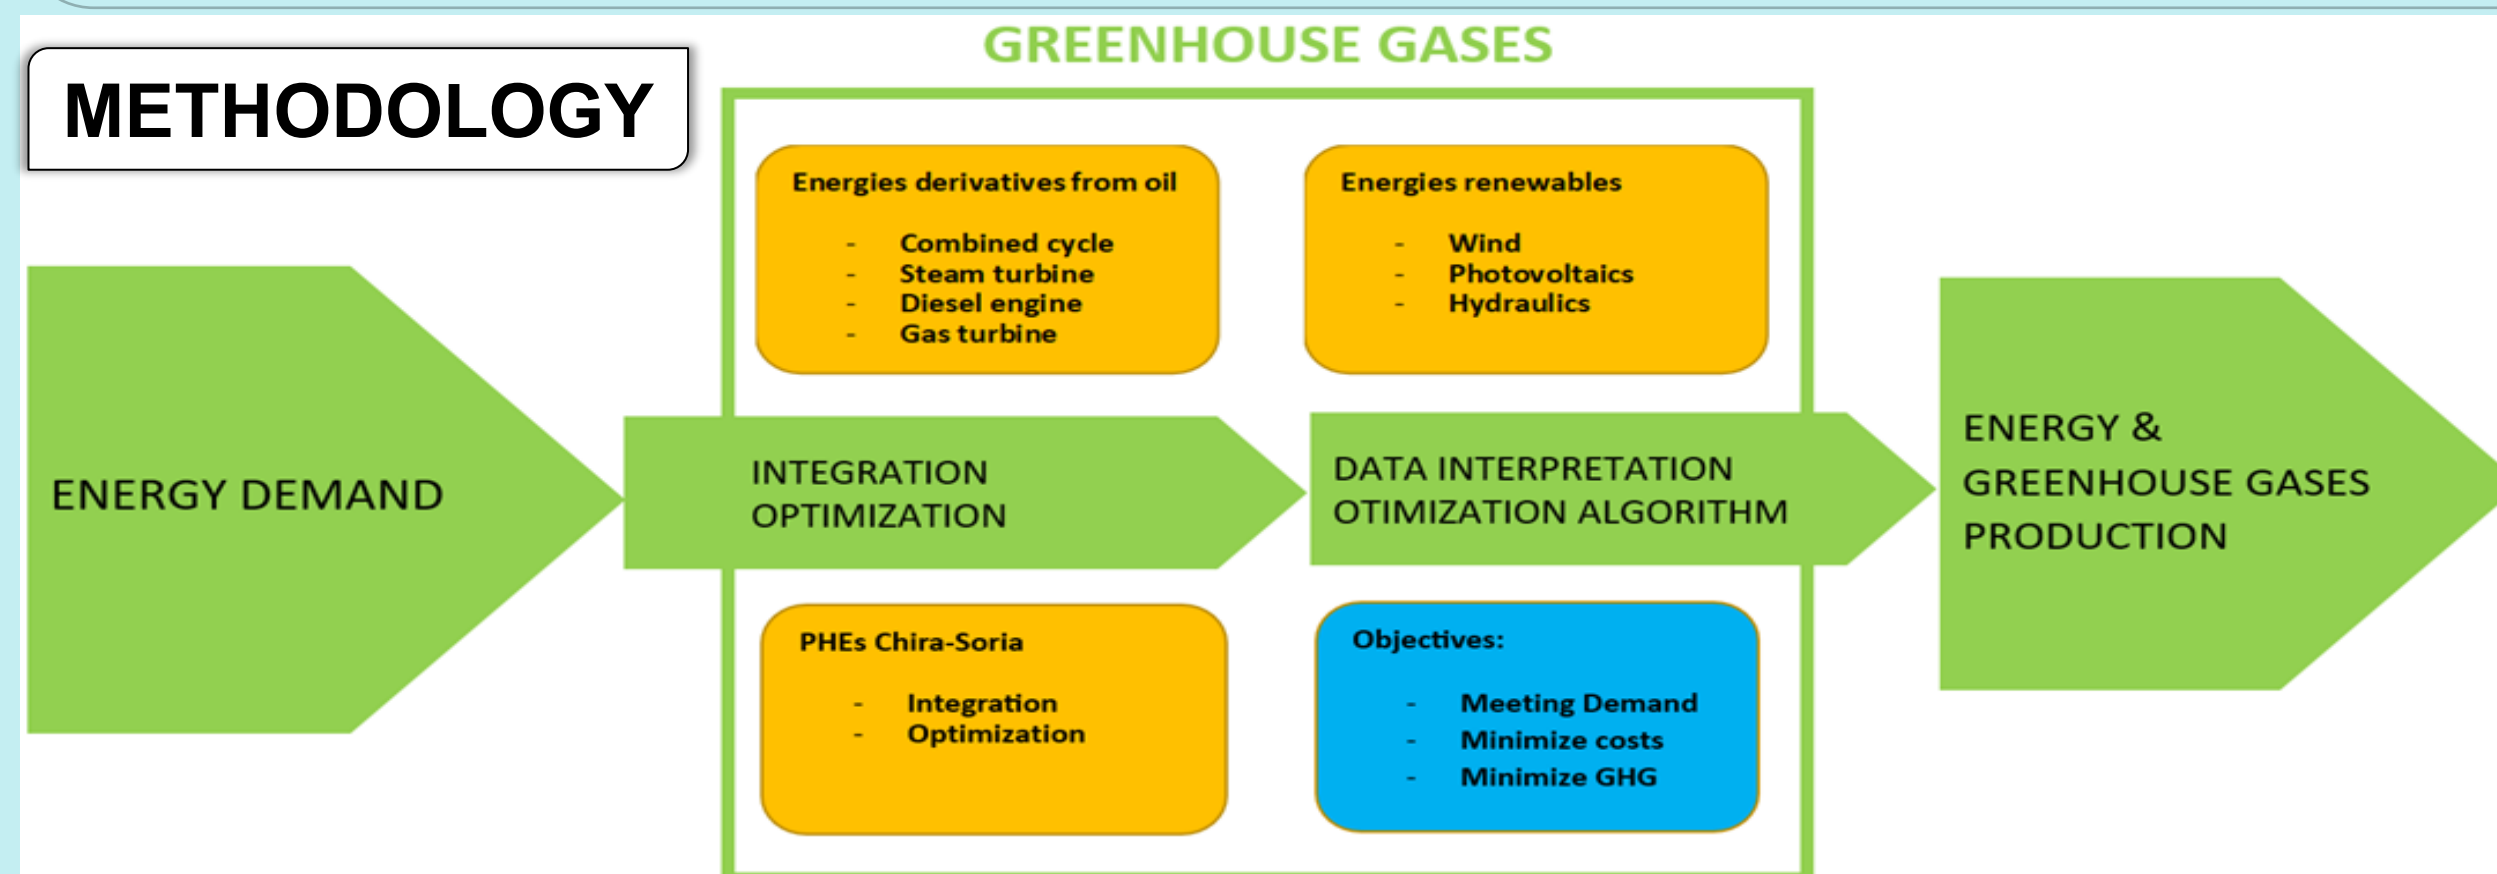 GREENHOUSE GASES
METHODOLOGY
Energies derivatives from oil
- Combined cycle
- Steam turbine
- Diesel engine
- Gas turbine
Energies renewables
- Wind
- Photovoltaics
- Hydraulics
ENERGY DEMAND
INTEGRATION
OPTIMIZATION
DATA INTERPRETATION
OTIMIZATION ALGORITHM
ENERGY &
GREENHOUSE GASES
PRODUCTION
PHEs Chira-Soria
- Integration
- Optimization
Objectives:
- Meeting Demand
- Minimize costs
- Minimize GHG